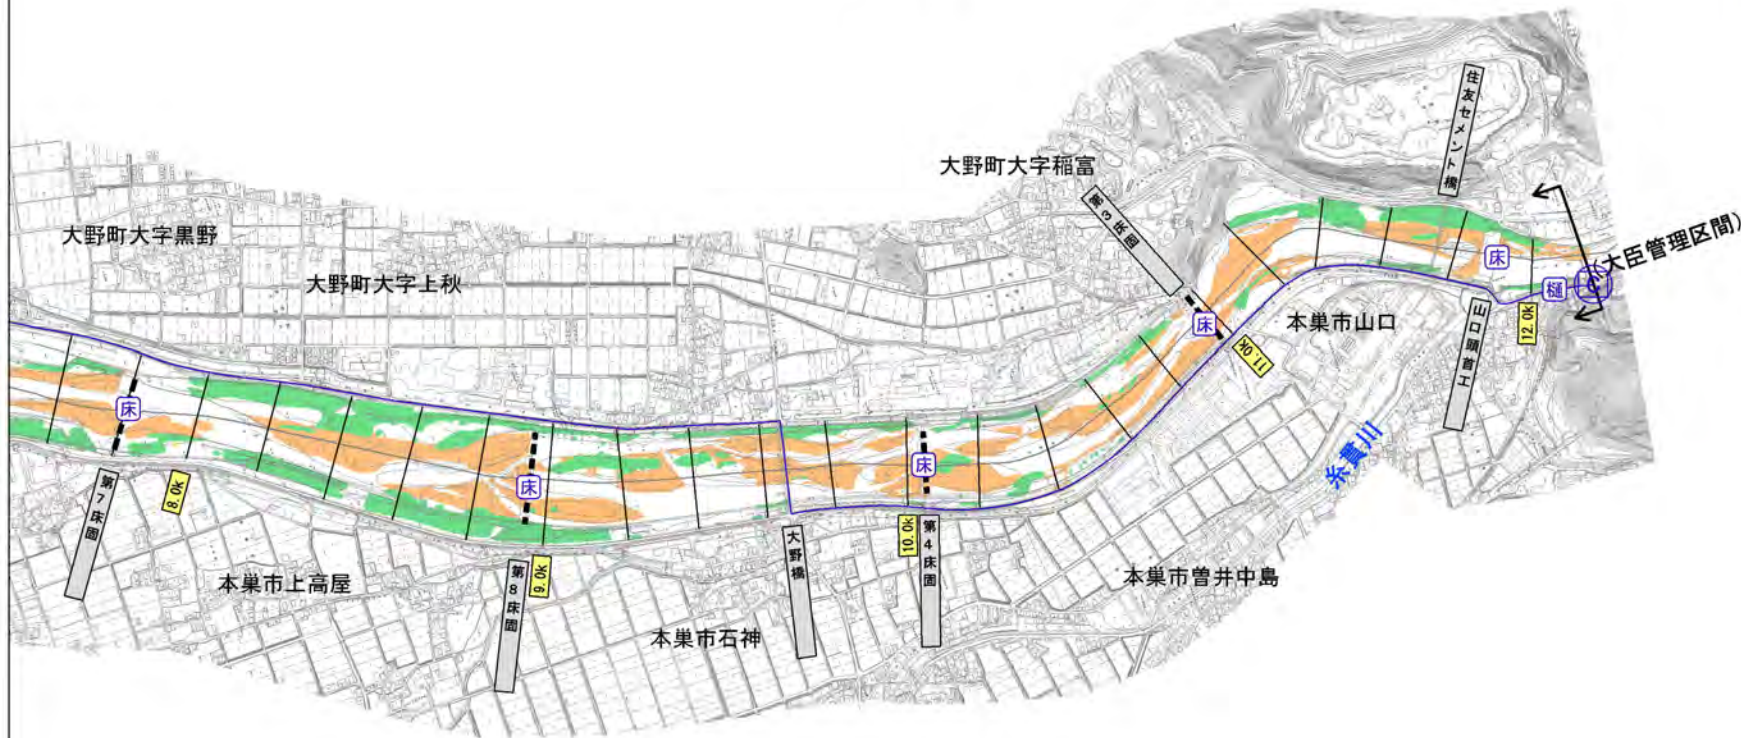 住友セメント橋
大野町大字稲富
第3床固
(大臣管理区間)
大野町大字黒野
大野町大字上秋
床
樋
C
床
本巣市山口
山口頭首工
12.0k
11.0k
糸貫川
床
床
床
第7床固
8.0k
本巣市上高屋
第8床固
9.0k
大野橋
10.0k
第4床固
本巣市曽井中島
本巣市石神